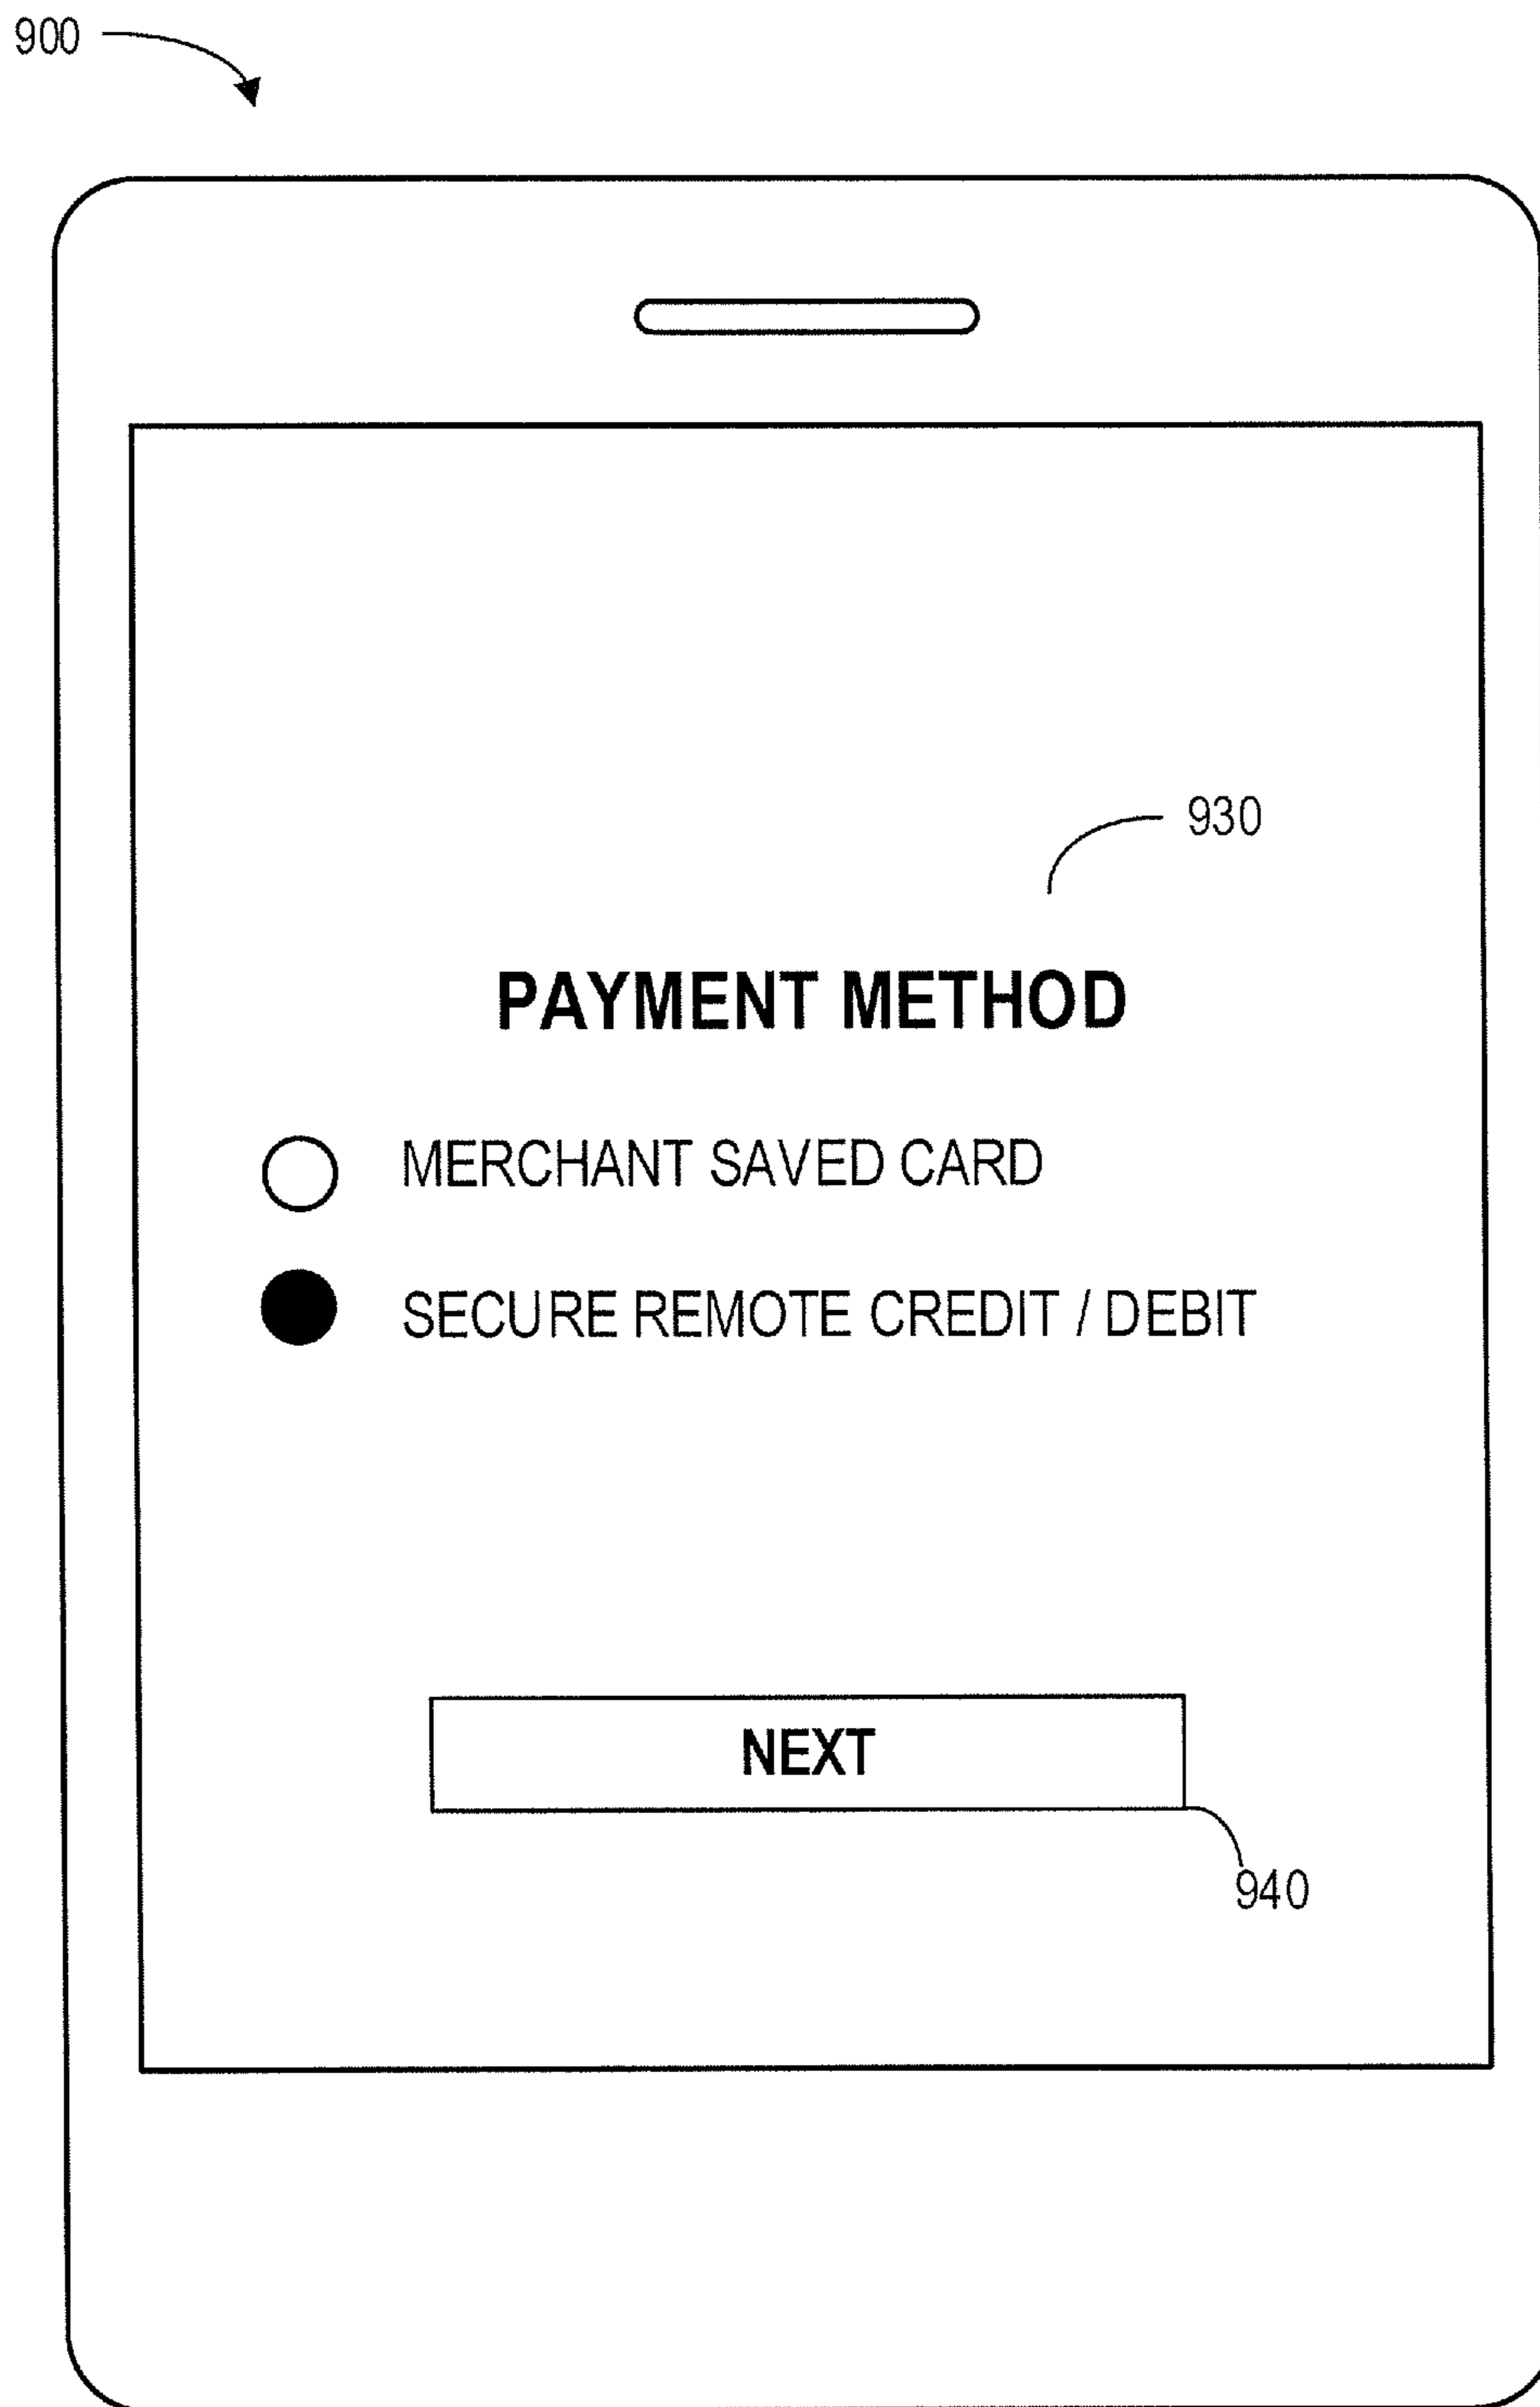 900
930
PAYMENT METHOD
MERCHANT SAVED CARD
SECURE REMOTE CREDIT / DEBIT
NEXT
940